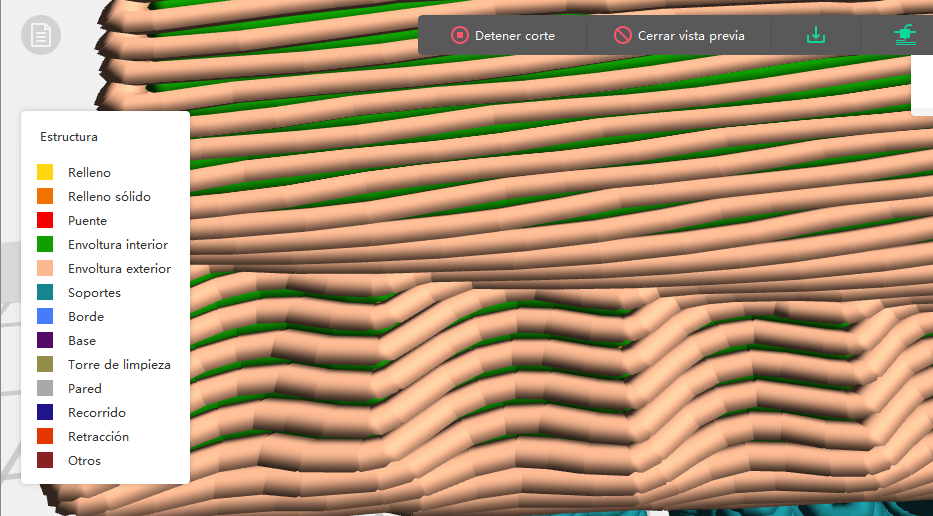 Detener corte
Cerrar vista previa
Estructura
Relleno
Relleno sólido
Puente
Envoltura interior
Envoltura exterior
Soportes
Borde
Base
Torre de limpieza
Pared
Recorrido
Retracción
Otros